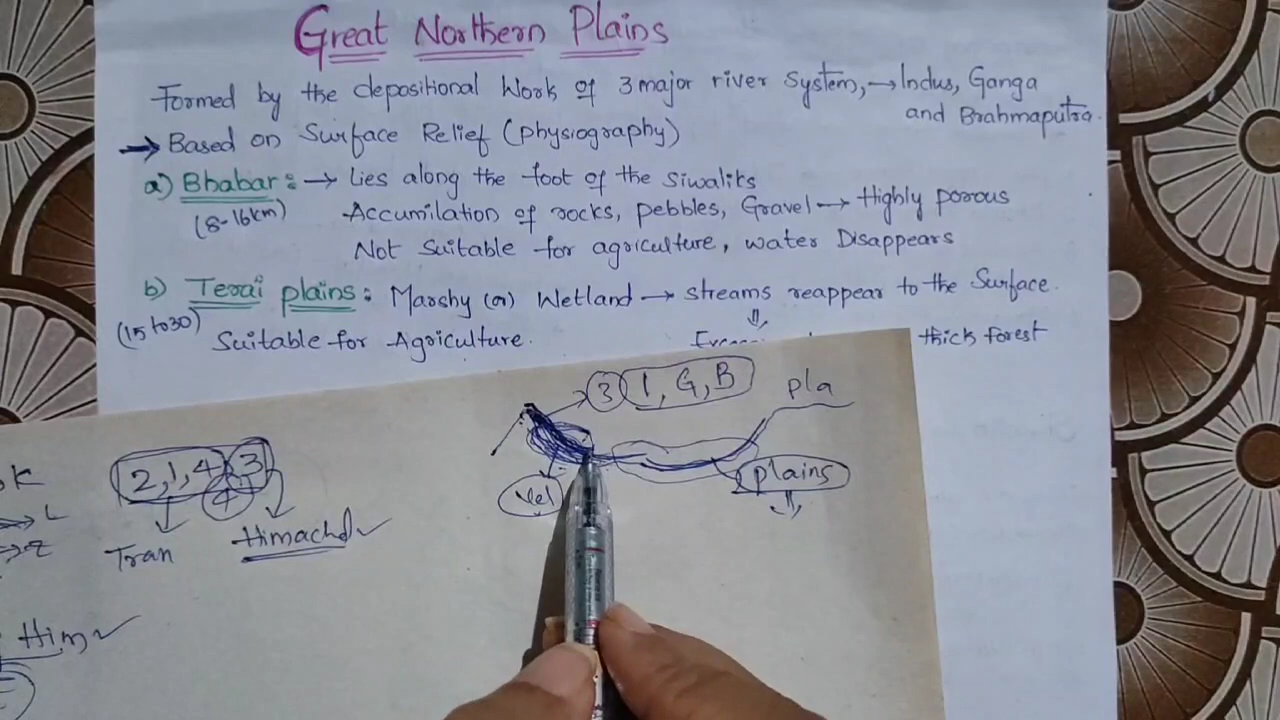 Great Northern Plains
Formed by the depositional Work of 3 major river System, → Indus, Ganga
and Brahmaputra.
→ Based on Surface Relief (physiography)
a) Bhabar: → Lies along the foot of the Siwaliks
(8-16km) Accumilation of rocks, pebbles, Gravel → Highly porous
Not Suitable for agriculture, water Disappears
b) Terai plains: Marshy (or) Wetland → streams reappear to the Surface.
(15 to 30) Suitable for Agriculture. thick forest
3 I, G, B pla
2, 1, 4, 3 plains
4
Tran Himachal
Him